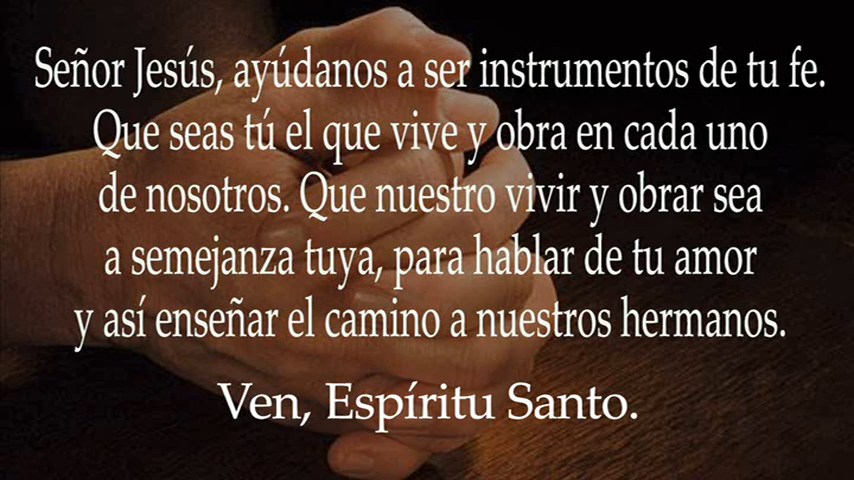 Señor Jesús, ayúdanos a ser instrumentos de tu fe.
Que seas tú el que vive y obra en cada uno
de nosotros. Que nuestro vivir y obrar sea
a semejanza tuya, para hablar de tu amor
y así enseñar el camino a nuestros hermanos.
Ven, Espíritu Santo.